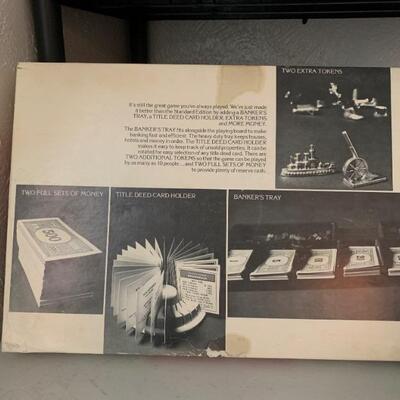 It's still the great game you've always played. We've just made
it better than the Standard Edition by adding a BANKER'S
TRAY, a TITLE DEED CARD HOLDER, EXTRA TOKENS
and MORE MONEY.
The BANKER'S TRAY fits alongside the playing board to make
banking fast and efficient. The heavy duty tray keeps houses,
hotels and money in order. The TITLE DEED CARD HOLDER
makes it easy to keep track of unsold properties. It can be
rotated for easy selection of any title deed card. There are
TWO ADDITIONAL TOKENS so that the game can be played
by as many as 10 people . . . and TWO FULL SETS OF MONEY
to provide plenty of reserve cash.
TWO EXTRA TOKENS
TWO FULL SETS OF MONEY
500
TITLE DEED CARD HOLDER
BANKER'S TRAY